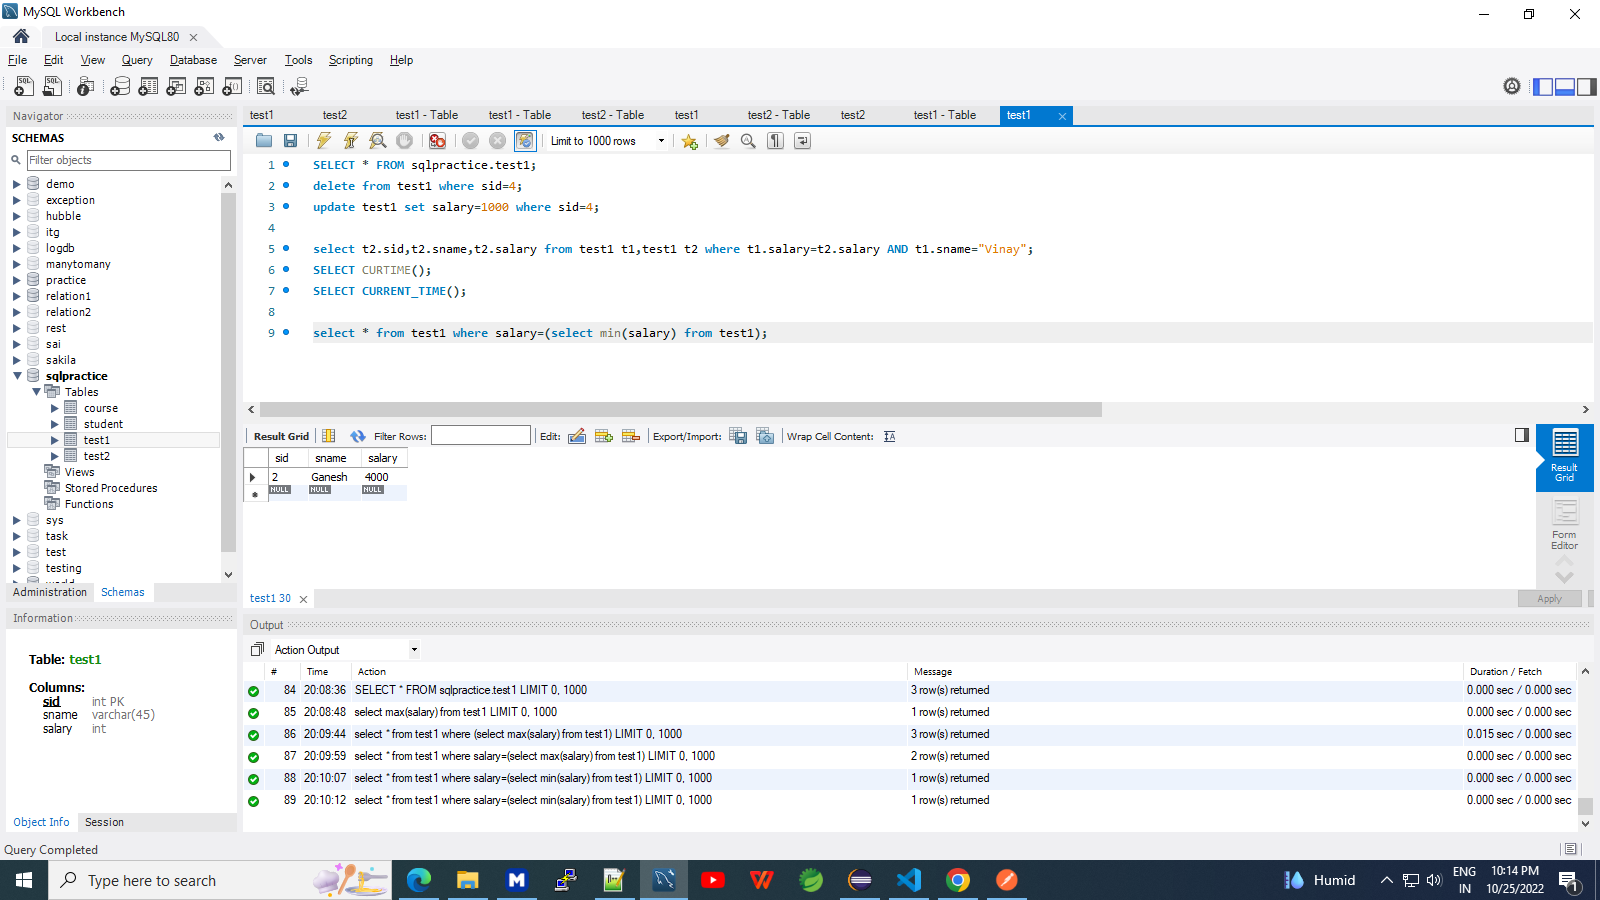 MySQL Workbench
Local instance MySQL80
File Edit View Query Database Server Tools Scripting Help
Navigator
SCHEMAS
Filter objects
demo
exception
hubble
itg
logdb
manytomany
practice
relation1
relation2
rest
sai
sakila
sqlpractice
Tables
course
student
test1
test2
Views
Stored Procedures
Functions
sys
task
test
testing
world
Administration Schemas
Information
Table: test1
Columns:
sid int PK
sname varchar(45)
salary int
Object Info Session
Query Completed
test1 test2 test1 - Table test1 - Table test2 - Table test1 test2 - Table test2 test1 - Table test1
Limit to 1000 rows
1 SELECT * FROM sqlpractice.test1;
2 delete from test1 where sid=4;
3 update test1 set salary=1000 where sid=4;
4
5 select t2.sid,t2.sname,t2.salary from test1 t1,test1 t2 where t1.salary=t2.salary AND t1.sname="Vinay";
6 SELECT CURTIME();
7 SELECT CURRENT_TIME();
8
9 select * from test1 where salary=(select min(salary) from test1);
Result Grid Filter Rows: Edit: Export/Import: Wrap Cell Content:
sid sname salary
2 Ganesh 4000
NULL NULL NULL
Result Grid
Form Editor
test1 30
Apply
Output
Action Output
# Time Action Message Duration / Fetch
84 20:08:36 SELECT * FROM sqlpractice.test1 LIMIT 0, 1000 3 row(s) returned 0.000 sec / 0.000 sec
85 20:08:48 select max(salary) from test1 LIMIT 0, 1000 1 row(s) returned 0.000 sec / 0.000 sec
86 20:09:44 select * from test1 where (select max(salary) from test1) LIMIT 0, 1000 3 row(s) returned 0.015 sec / 0.000 sec
87 20:09:59 select * from test1 where salary=(select max(salary) from test1) LIMIT 0, 1000 2 row(s) returned 0.000 sec / 0.000 sec
88 20:10:07 select * from test1 where salary=(select min(salary) from test1) LIMIT 0, 1000 1 row(s) returned 0.000 sec / 0.000 sec
89 20:10:12 select * from test1 where salary=(select min(salary) from test1) LIMIT 0, 1000 1 row(s) returned 0.000 sec / 0.000 sec
Type here to search
Humid
ENG
IN
10:14 PM
10/25/2022
1